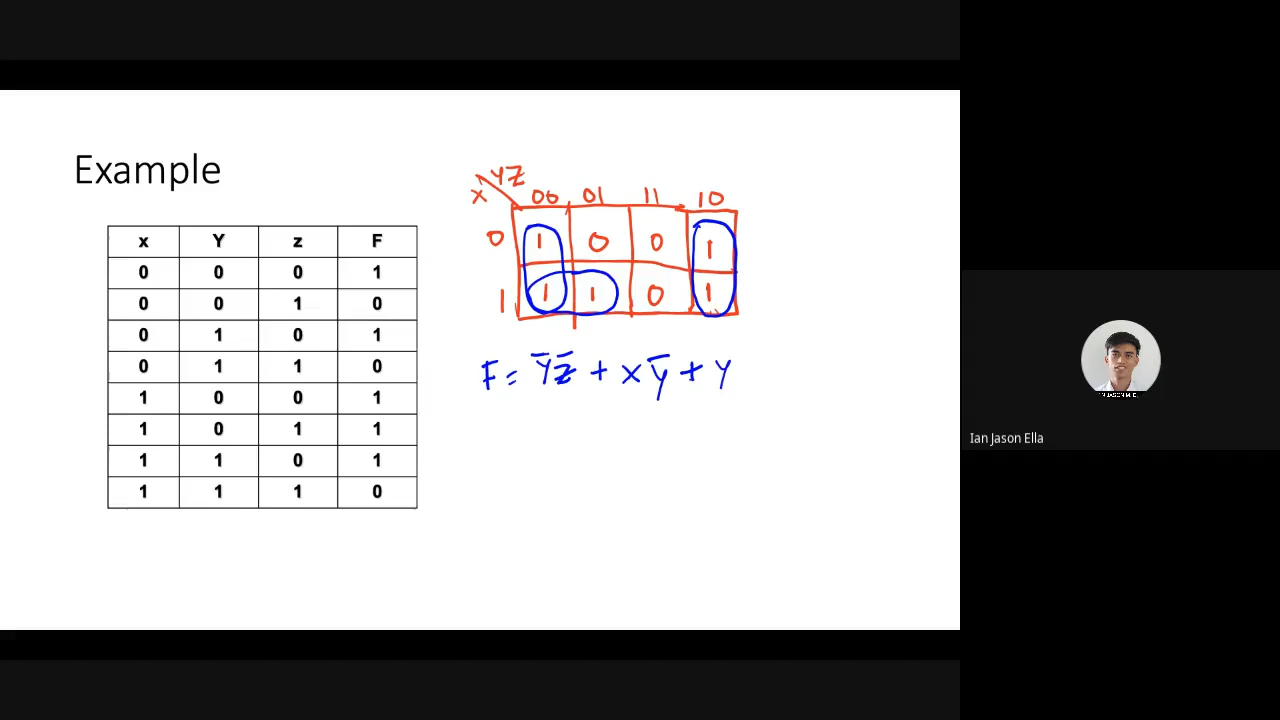 Example
x Y z F
0 0 0 1
0 0 1 0
0 1 0 1
0 1 1 0
1 0 0 1
1 0 1 1
1 1 0 1
1 1 1 0
YZ
X 00 01 11 10
0 1 0 0 1
1 1 1 0 1
F = Y̅Z̅ + XY̅ + Y
Ian Jason Ella